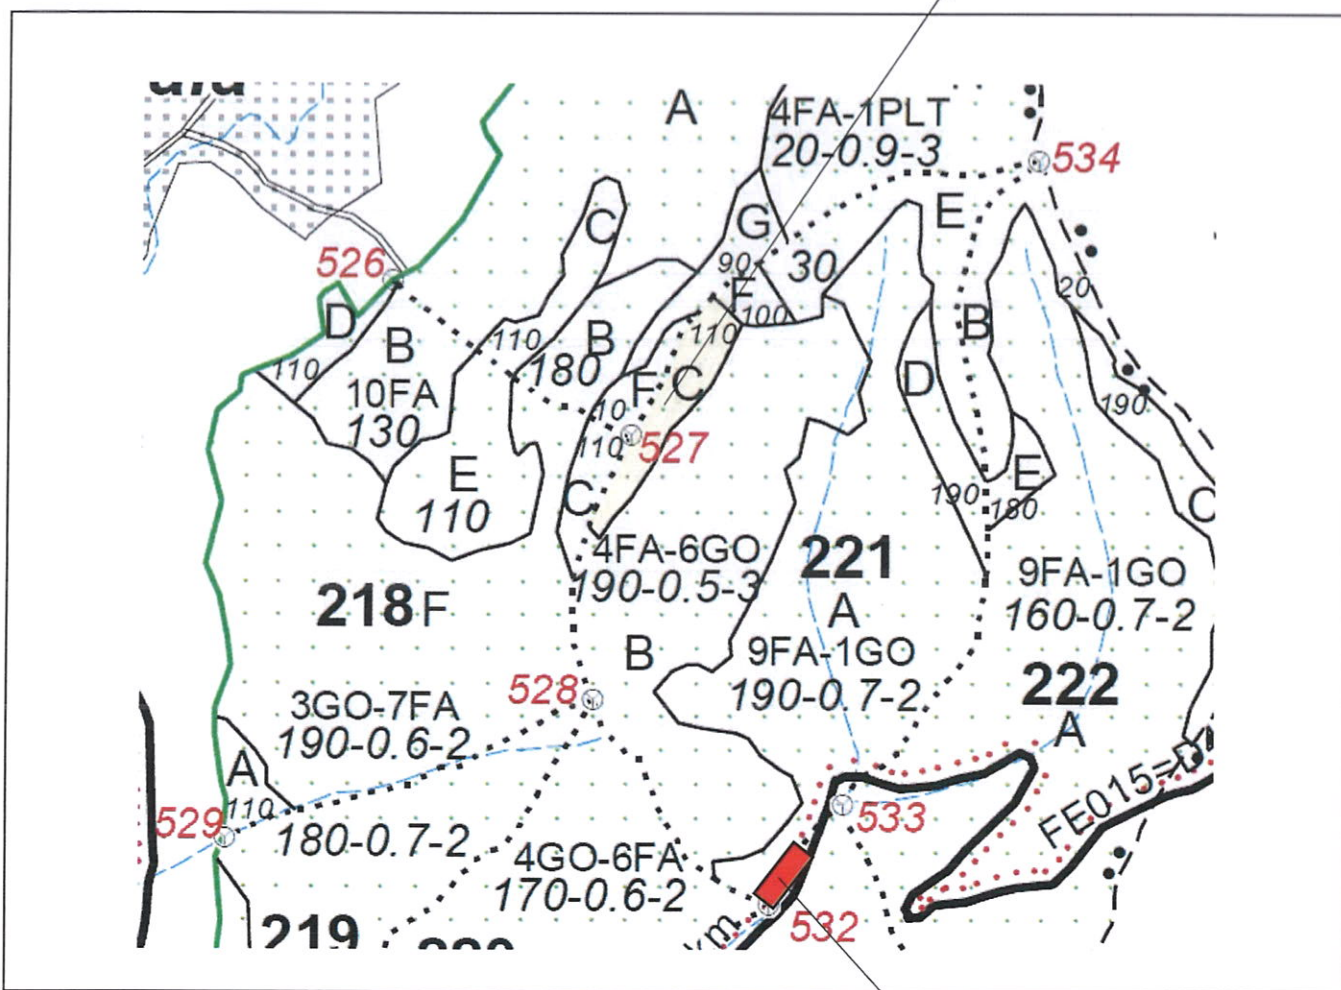 A
4FA-1PLT
20-0.9-3
534
C
G
E
526
90
30
F
20
D
100
B
110
110
B
B
110
180
10FA
F
C
D
190
130
10
110
527
E
E
110
C
190
180
C
4FA-6GO
221
190-0.5-3
9FA-1GO
218F
A
160-0.7-2
B
9FA-1GO
528
190-0.7-2
222
3GO-7FA
190-0.6-2
A
A
FE015=D
110
529
533
180-0.7-2
4GO-6FA
170-0.6-2
219
532
km